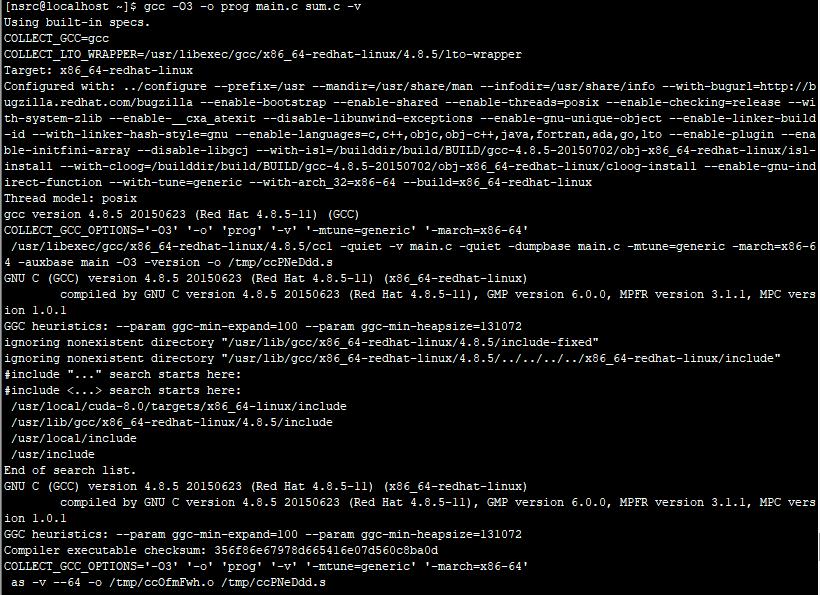 [nsrc@localhost ~]$ gcc -O3 -o prog main.c sum.c -v
Using built-in specs.
COLLECT_GCC=gcc
COLLECT_LTO_WRAPPER=/usr/libexec/gcc/x86_64-redhat-linux/4.8.5/lto-wrapper
Target: x86_64-redhat-linux
Configured with: ../configure --prefix=/usr --mandir=/usr/share/man --infodir=/usr/share/info --with-bugurl=http://b
ugzilla.redhat.com/bugzilla --enable-bootstrap --enable-shared --enable-threads=posix --enable-checking=release --wi
th-system-zlib --enable-__cxa_atexit --disable-libunwind-exceptions --enable-gnu-unique-object --enable-linker-build
-id --with-linker-hash-style=gnu --enable-languages=c,c++,objc,obj-c++,java,fortran,ada,go,lto --enable-plugin --ena
ble-initfini-array --disable-libgcj --with-isl=/builddir/build/BUILD/gcc-4.8.5-20150702/obj-x86_64-redhat-linux/isl-
install --with-cloog=/builddir/build/BUILD/gcc-4.8.5-20150702/obj-x86_64-redhat-linux/cloog-install --enable-gnu-ind
irect-function --with-tune=generic --with-arch_32=x86-64 --build=x86_64-redhat-linux
Thread model: posix
gcc version 4.8.5 20150623 (Red Hat 4.8.5-11) (GCC)
COLLECT_GCC_OPTIONS='-O3' '-o' 'prog' '-v' '-mtune=generic' '-march=x86-64'
 /usr/libexec/gcc/x86_64-redhat-linux/4.8.5/cc1 -quiet -v main.c -quiet -dumpbase main.c -mtune=generic -march=x86-6
4 -auxbase main -O3 -version -o /tmp/ccPNeDdd.s
GNU C (GCC) version 4.8.5 20150623 (Red Hat 4.8.5-11) (x86_64-redhat-linux)
        compiled by GNU C version 4.8.5 20150623 (Red Hat 4.8.5-11), GMP version 6.0.0, MPFR version 3.1.1, MPC vers
ion 1.0.1
GGC heuristics: --param ggc-min-expand=100 --param ggc-min-heapsize=131072
ignoring nonexistent directory "/usr/lib/gcc/x86_64-redhat-linux/4.8.5/include-fixed"
ignoring nonexistent directory "/usr/lib/gcc/x86_64-redhat-linux/4.8.5/../../../../x86_64-redhat-linux/include"
#include "..." search starts here:
#include <...> search starts here:
 /usr/local/cuda-8.0/targets/x86_64-linux/include
 /usr/lib/gcc/x86_64-redhat-linux/4.8.5/include
 /usr/local/include
 /usr/include
End of search list.
GNU C (GCC) version 4.8.5 20150623 (Red Hat 4.8.5-11) (x86_64-redhat-linux)
        compiled by GNU C version 4.8.5 20150623 (Red Hat 4.8.5-11), GMP version 6.0.0, MPFR version 3.1.1, MPC vers
ion 1.0.1
GGC heuristics: --param ggc-min-expand=100 --param ggc-min-heapsize=131072
Compiler executable checksum: 356f86e67978d665416e07d560c8ba0d
COLLECT_GCC_OPTIONS='-O3' '-o' 'prog' '-v' '-mtune=generic' '-march=x86-64'
 as -v --64 -o /tmp/ccOfmFwh.o /tmp/ccPNeDdd.s